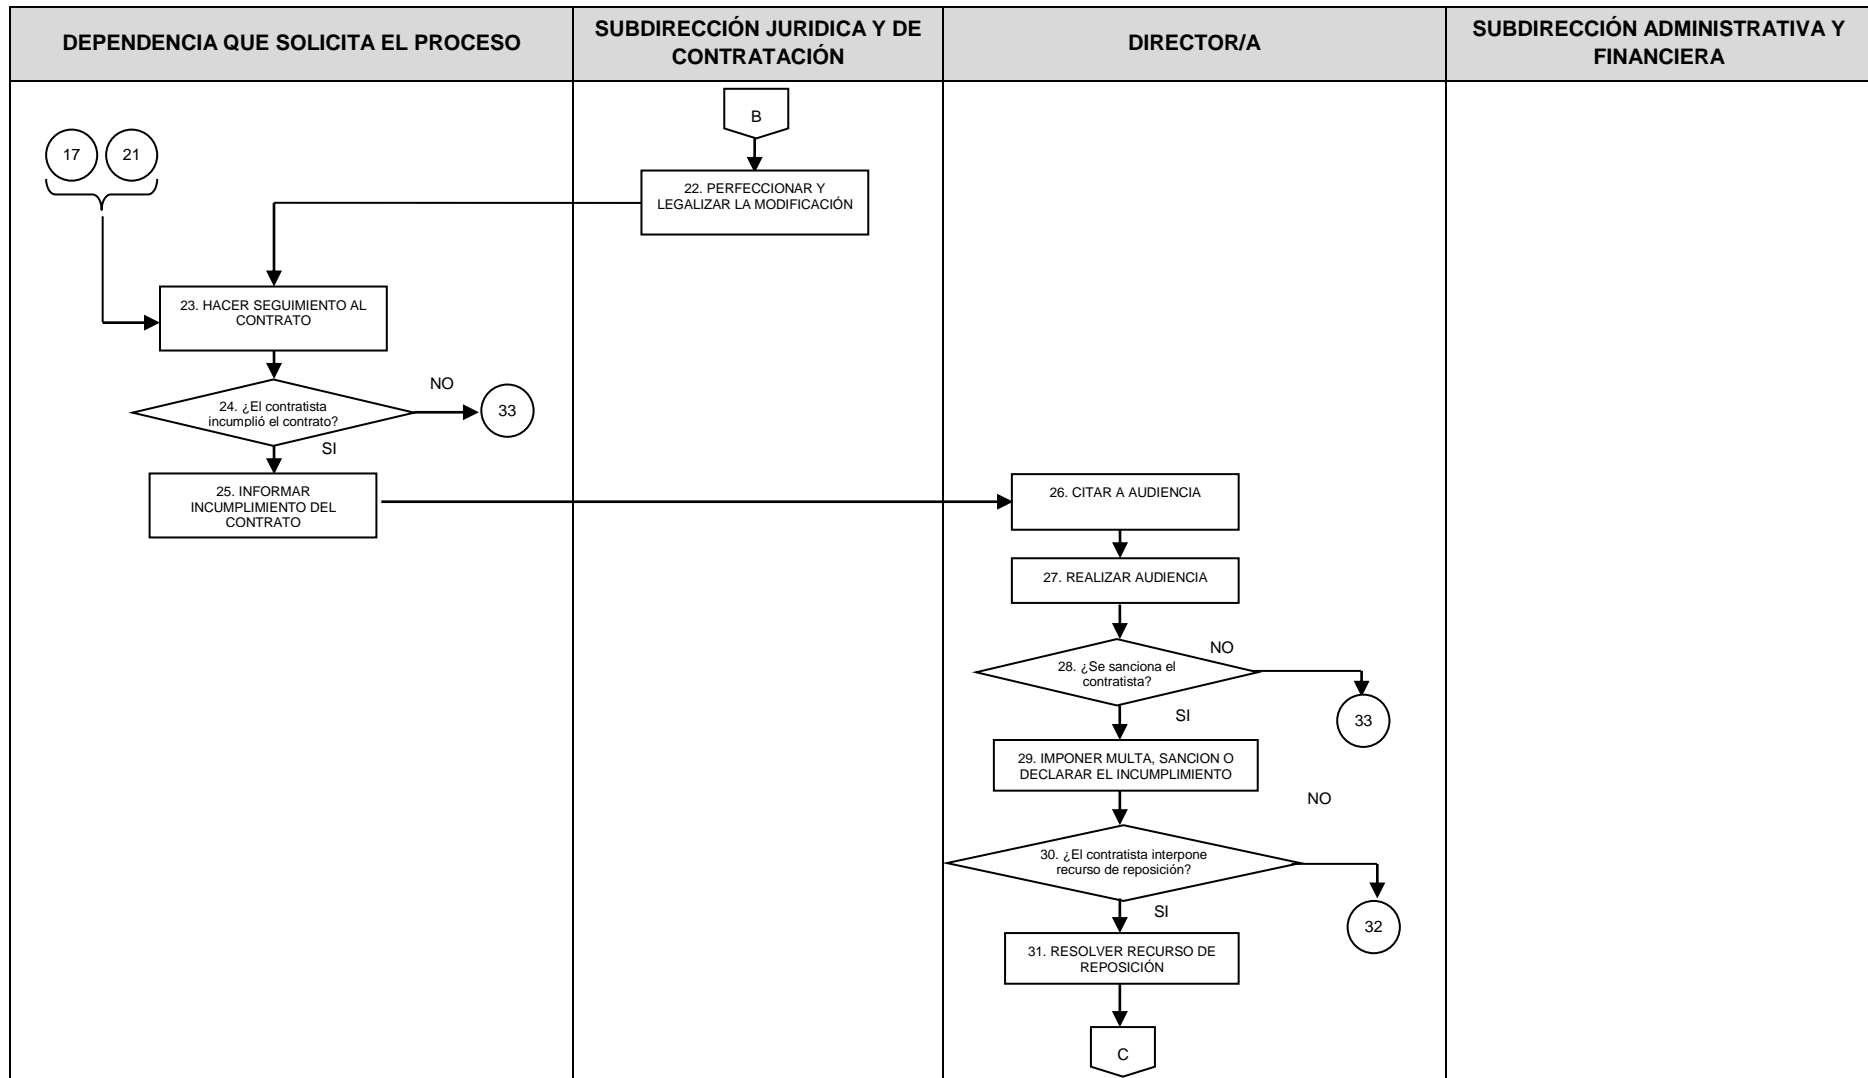 DEPENDENCIA QUE SOLICITA EL PROCESO
SUBDIRECCIÓN JURIDICA Y DE
CONTRATACIÓN
DIRECTOR/A
SUBDIRECCIÓN ADMINISTRATIVA Y
FINANCIERA
B
17
21
22. PERFECCIONAR Y
LEGALIZAR LA MODIFICACIÓN
23. HACER SEGUIMIENTO AL
CONTRATO
24. ¿El contratista
incumplió el contrato?
NO
33
SI
25. INFORMAR
INCUMPLIMIENTO DEL
CONTRATO
26. CITAR A AUDIENCIA
27. REALIZAR AUDIENCIA
28. ¿Se sanciona el
contratista?
NO
33
SI
29. IMPONER MULTA, SANCION O
DECLARAR EL INCUMPLIMIENTO
NO
30. ¿El contratista interpone
recurso de reposición?
SI
32
31. RESOLVER RECURSO DE
REPOSICIÓN
C